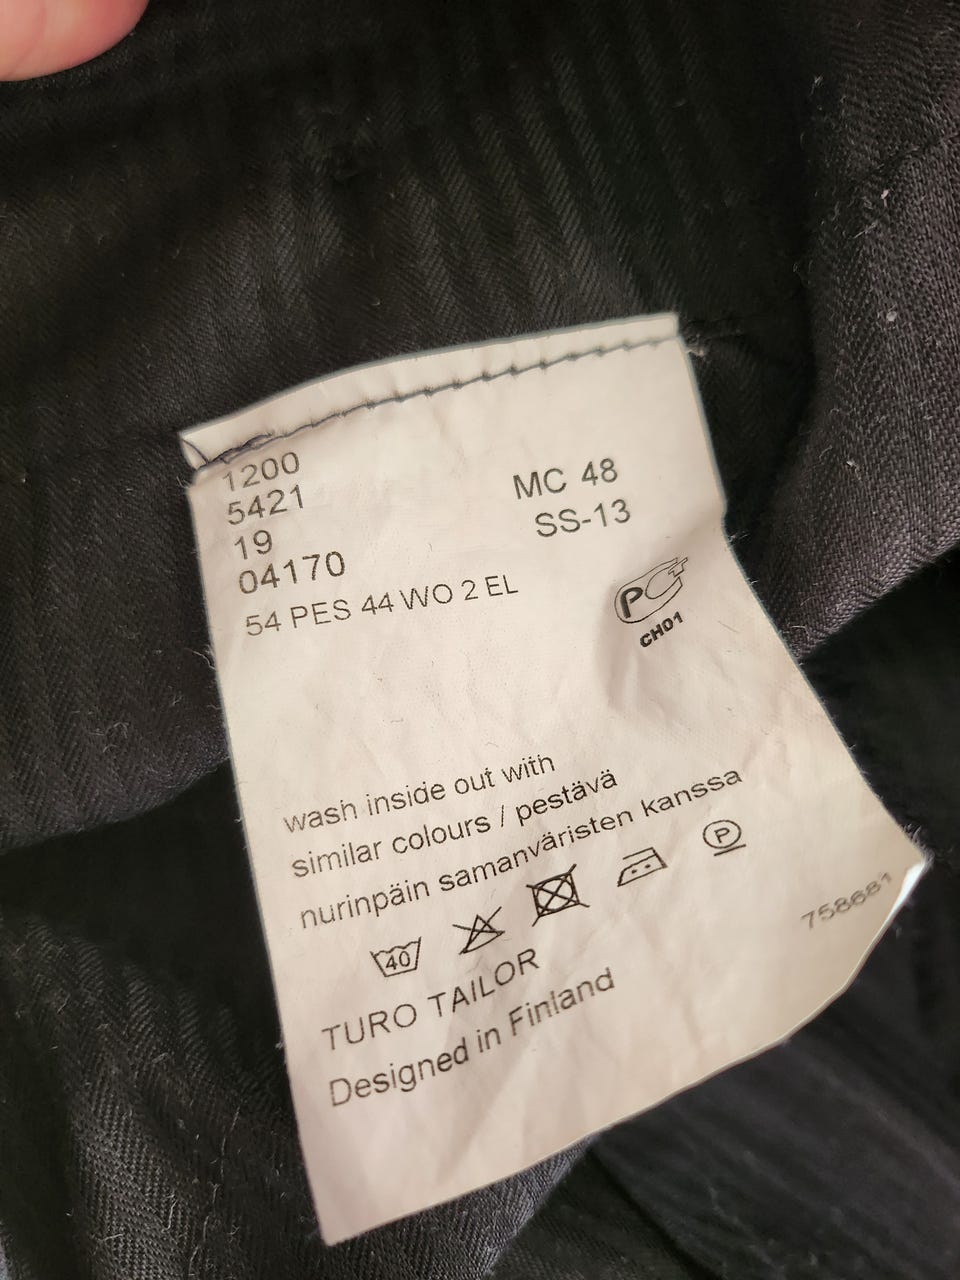 1200
5421
19
04170
MC 48
SS-13
54 PES 44 WO 2 EL
PCT
CH01
wash inside out with
similar colours / pestävä
nurinpäin samanväristen kanssa
40
P
758681
TURO TAILOR
Designed in Finland